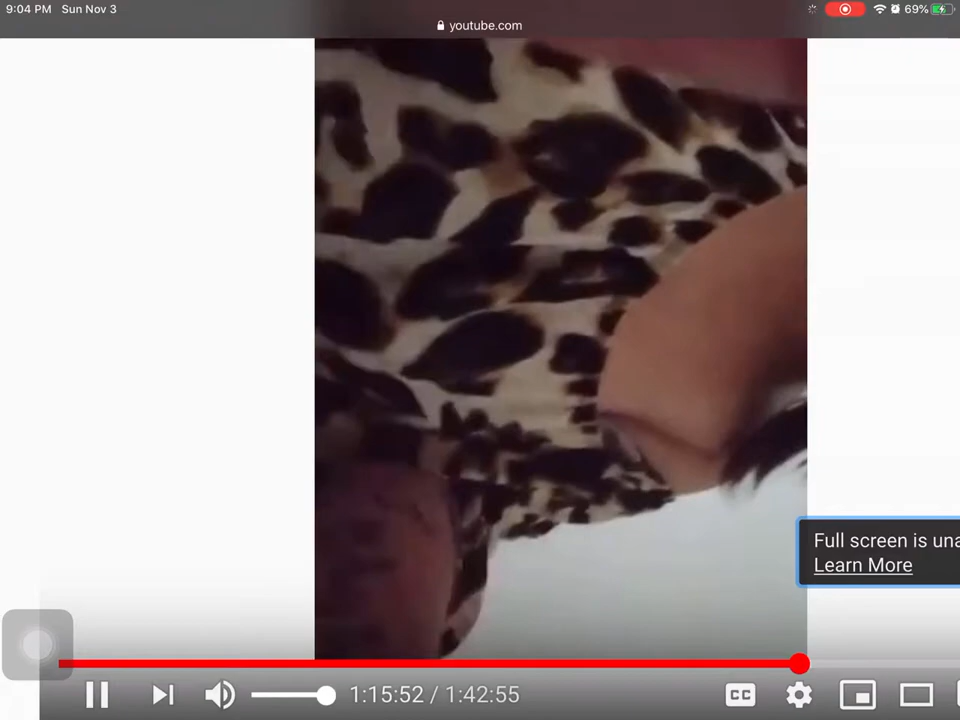 9:04 PM Sun Nov 3
69%
youtube.com
Full screen is una
Learn More
1:15:52 / 1:42:55
CC